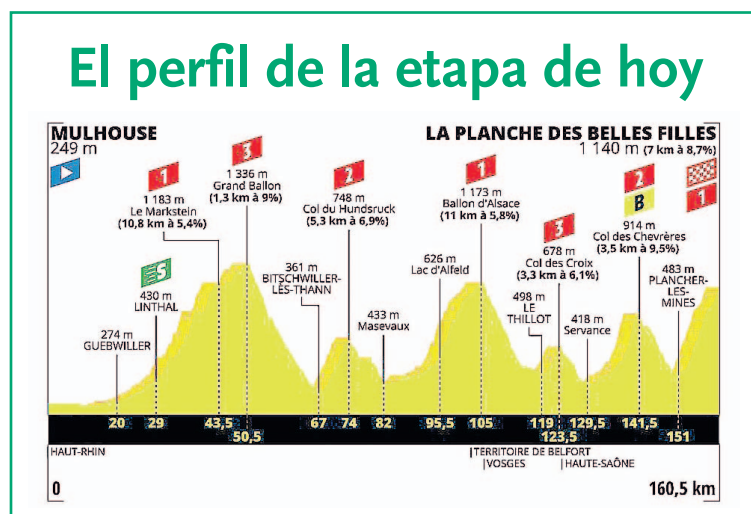 El perfil de la etapa de hoy
MULHOUSE
249 m
LA PLANCHE DES BELLES FILLES
1 140 m (7 km à 8,7%)
1
1 183 m
Le Markstein
(10,8 km à 5,4%)
3
1 336 m
Grand Ballon
(1,3 km à 9%)
2
748 m
Col du Hundsruck
(5,3 km à 6,9%)
1
1 173 m
Ballon d'Alsace
(11 km à 5,8%)
3
678 m
Col des Croix
(3,3 km à 6,1%)
2
B
914 m
Col des Chevrères
(3,5 km à 9,5%)
1
S
430 m
LINTHAL
274 m
GUEBWILLER
361 m
BITSCHWILLER-
LÈS-THANN
433 m
Masevaux
626 m
Lac d'Alfeld
498 m
LE
THILLOT
418 m
Servance
483 m
PLANCHER-
LES-
MINES
20 29 43,5 50,5 67 74 82 95,5 105 119 123,5 129,5 141,5 151
HAUT-RHIN
TERRITOIRE DE BELFORT
VOSGES
HAUTE-SAÔNE
0
160,5 km